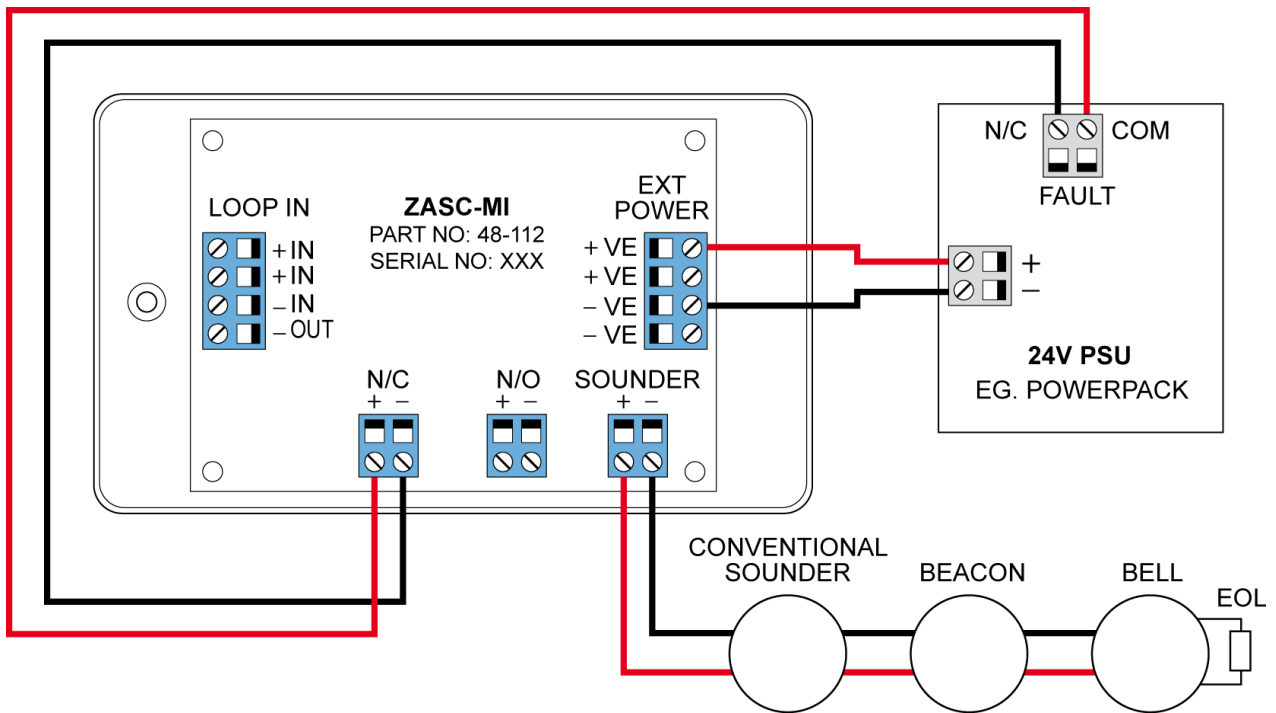 N/C
COM
FAULT
LOOP IN
ZASC-MI
PART NO: 48-112
SERIAL NO: XXX
EXT
POWER
+IN
+IN
–IN
–OUT
+ VE
+ VE
– VE
– VE
+
–
24V PSU
EG. POWERPACK
N/C
+ –
N/O
+ –
SOUNDER
+ –
CONVENTIONAL
SOUNDER
BEACON
BELL
EOL